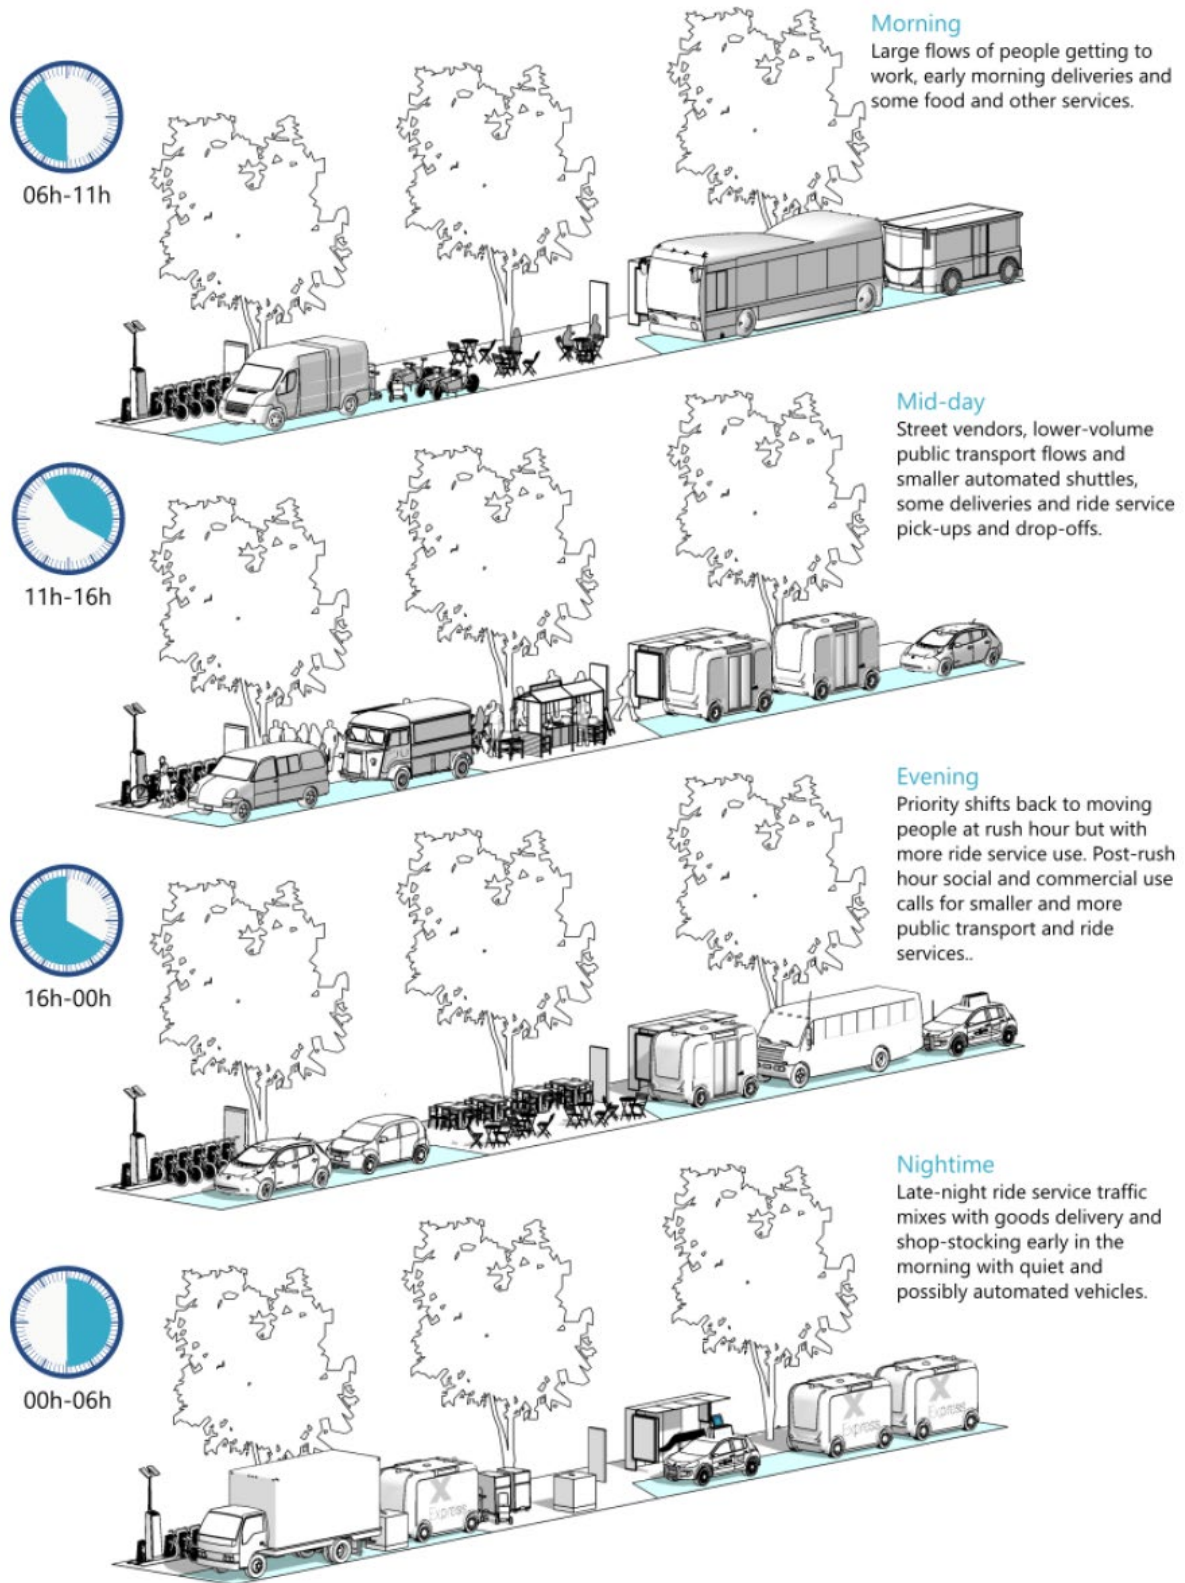 Morning
Large flows of people getting to
work, early morning deliveries and
some food and other services.
06h-11h
Mid-day
Street vendors, lower-volume
public transport flows and
smaller automated shuttles,
some deliveries and ride service
pick-ups and drop-offs.
11h-16h
Evening
Priority shifts back to moving
people at rush hour but with
more ride service use. Post-rush
hour social and commercial use
calls for smaller and more
public transport and ride
services..
16h-00h
Nightime
Late-night ride service traffic
mixes with goods delivery and
shop-stocking early in the
morning with quiet and
possibly automated vehicles.
00h-06h
X
Express
X
Express
X
Express